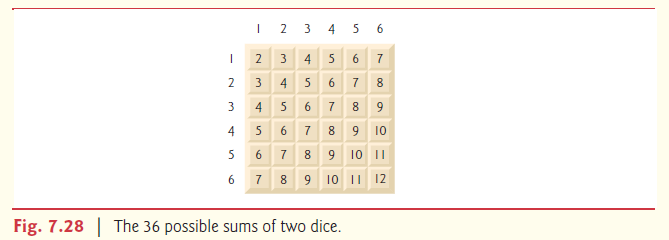 1 2 3 4 5 6
1 2 3 4 5 6 7
2 3 4 5 6 7 8
3 4 5 6 7 8 9
4 5 6 7 8 9 10
5 6 7 8 9 10 11
6 7 8 9 10 11 12
Fig. 7.28 | The 36 possible sums of two dice.